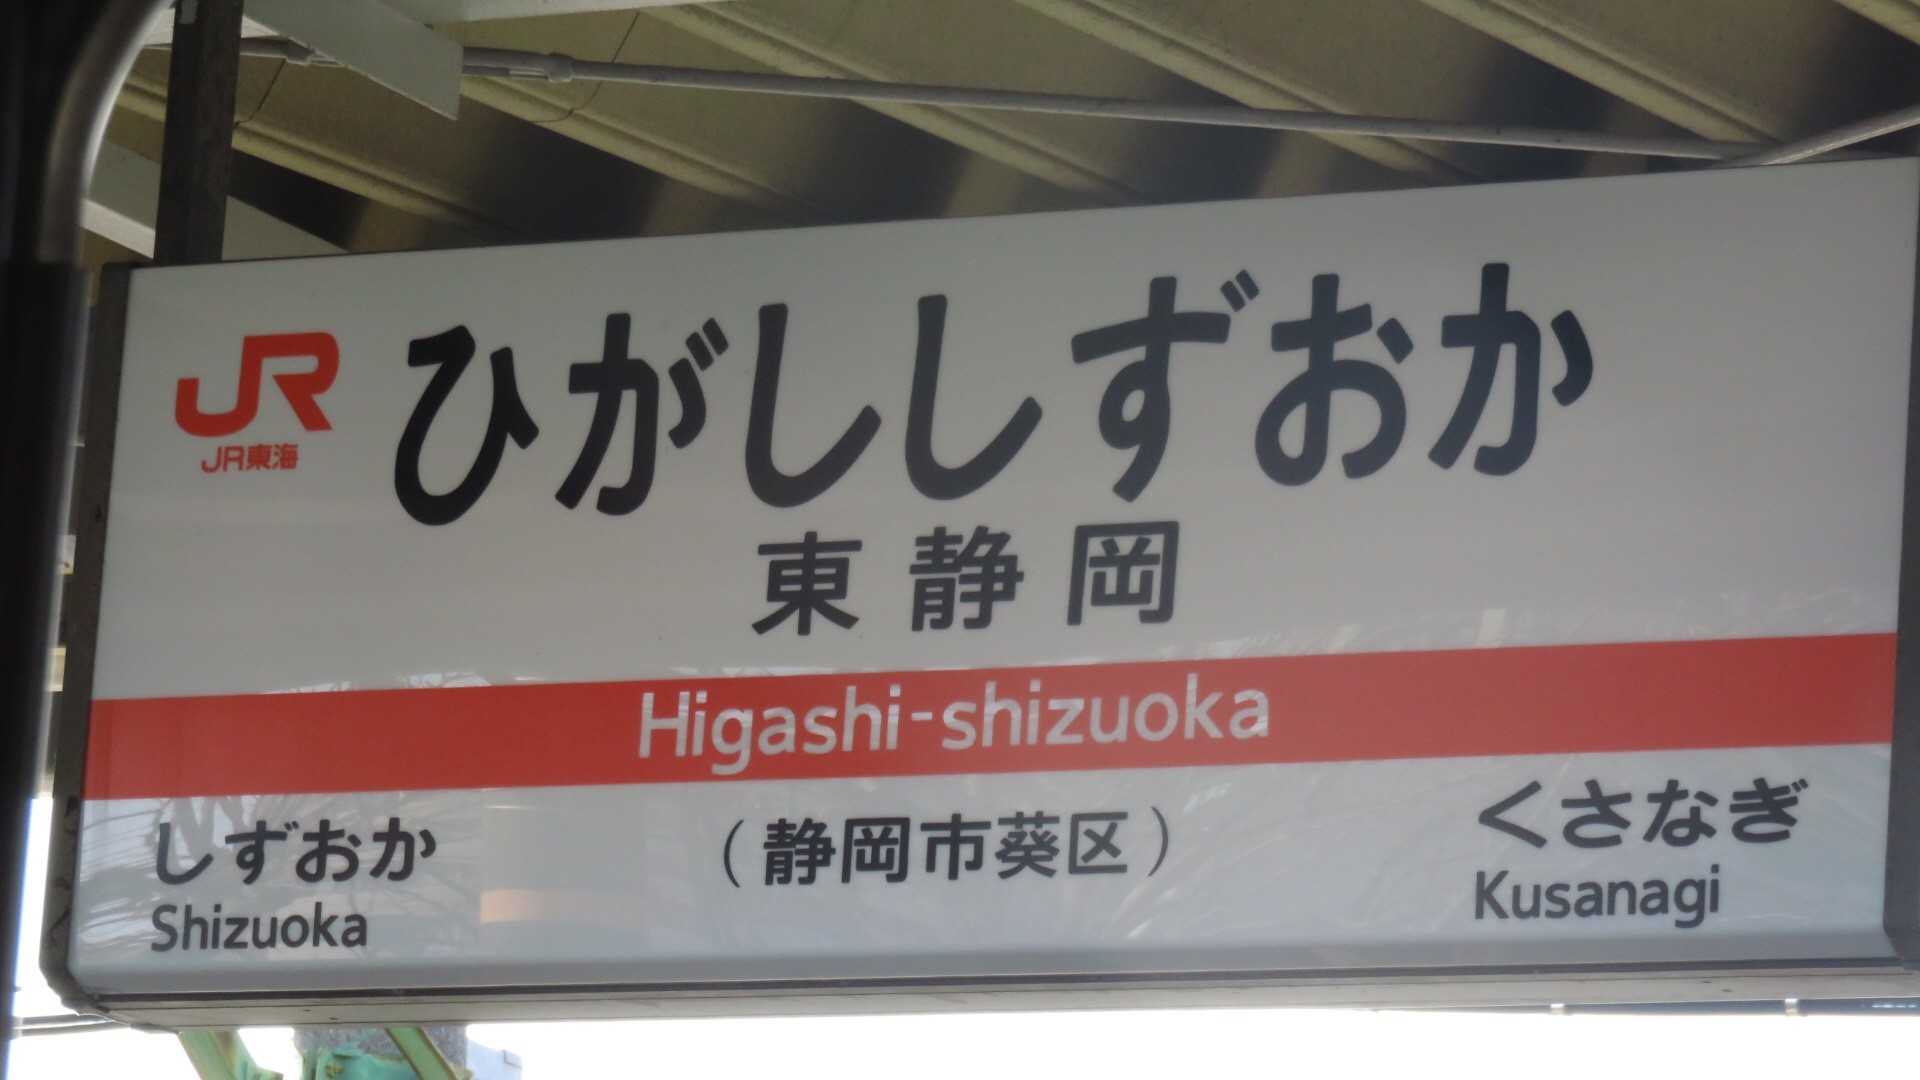 JR
JR東海
ひがししずおか
東静岡
Higashi-shizuoka
しずおか
Shizuoka
(静岡市葵区)
くさなぎ
Kusanagi